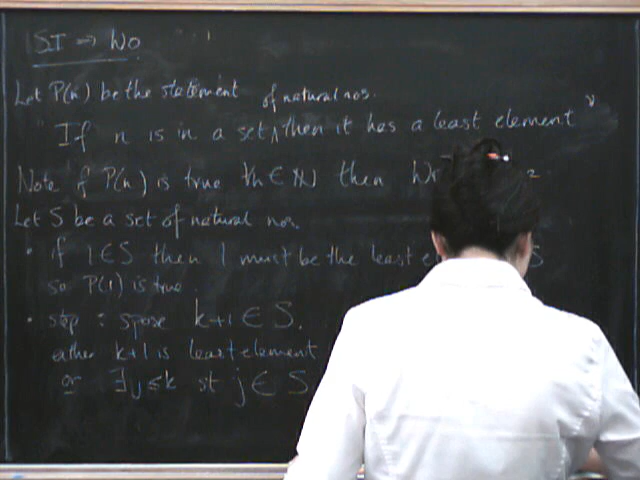 SI ⇒ WO
Let P(n) be the statement of natural nos.
"If n is in a set ∧ then it has a least element"
Note if P(n) is true ∀n ∈ ℕ then
Let S be a set of natural nos.
• if 1 ∈ S then 1 must be the least S
so P(1) is true.
• step : spose k+1 ∈ S.
either k+1 is least element
or ∃ j ≤ k st j ∈ S